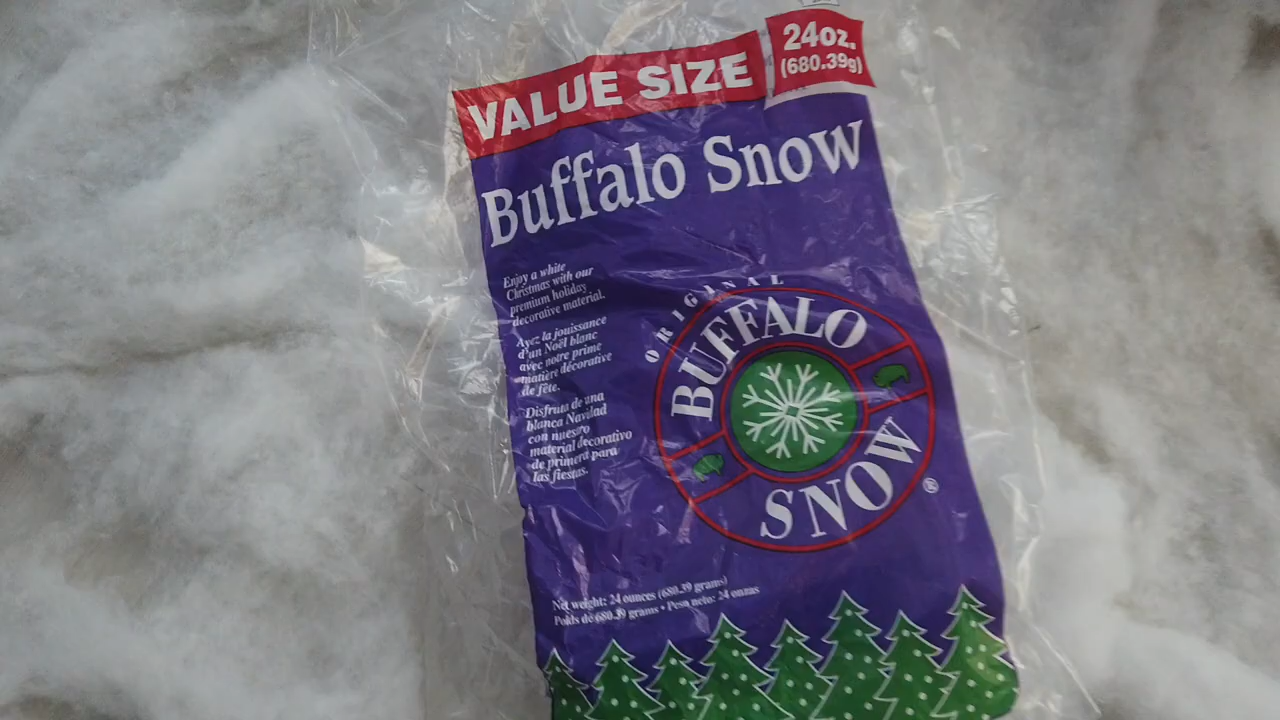 VALUE SIZE
24oz.
(680.39g)
Buffalo Snow
Enjoy a white
Christmas with our
premium holiday
decorative material.
Ayez la jouissance
d'un Noël blanc
avec notre prime
matière décorative
de fête.
Disfruta de una
blanca Navidad
con nuestro
material decorativo
de primera para
las fiestas.
ORIGINAL
BUFFALO
SNOW®
Net weight: 24 ounces (680.39 grams)
Poids de 680.39 grams • Peso neto: 24 onzas